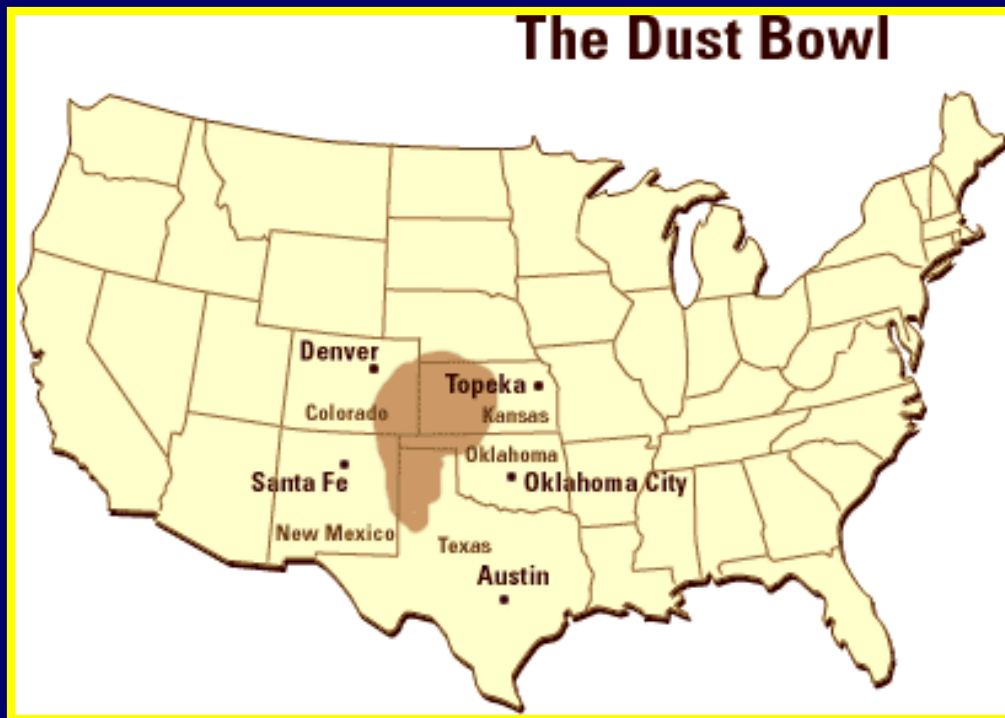 The Dust Bowl
Denver
Topeka
Colorado
Kansas
Oklahoma
Santa Fe
Oklahoma City
New Mexico
Texas
Austin